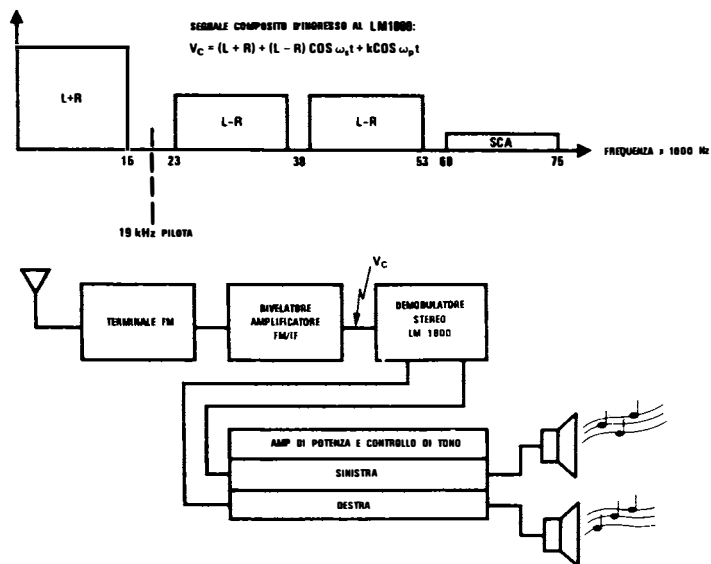 SEGNALE COMPOSITO D'INGRESSO AL LM1800:
V_C = (L + R) + (L – R) COS ω_s t + kCOS ω_p t
L+R
L–R
L–R
SCA
15
23
38
53
60
75
FREQUENZA x 1000 Hz
19 kHz PILOTA
V_C
TERMINALE FM
RIVELATORE
AMPLIFICATORE
FM/IF
DEMODULATORE
STEREO
LM 1800
AMP DI POTENZA E CONTROLLO DI TONO
SINISTRA
DESTRA